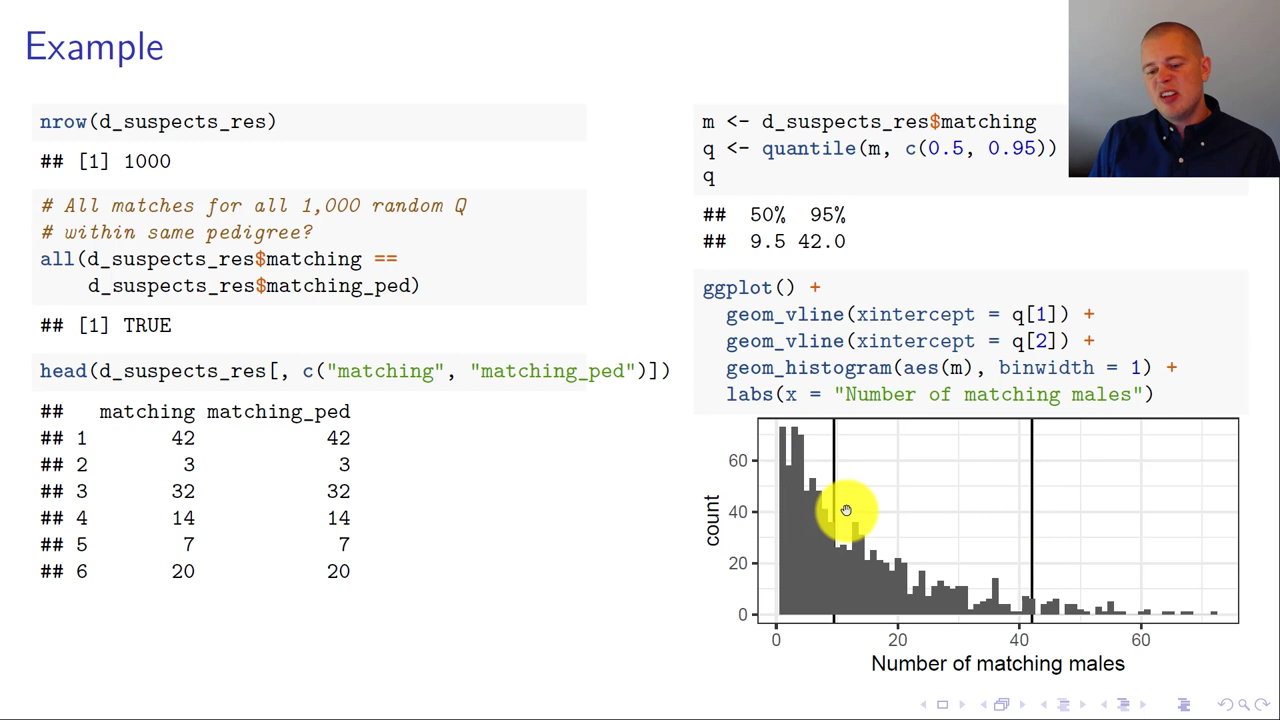 Example
nrow(d_suspects_res)
## [1] 1000
# All matches for all 1,000 random Q
# within same pedigree?
all(d_suspects_res$matching ==
d_suspects_res$matching_ped)
## [1] TRUE
head(d_suspects_res[, c("matching", "matching_ped")])
## matching matching_ped
## 1 42 42
## 2 3 3
## 3 32 32
## 4 14 14
## 5 7 7
## 6 20 20
m <- d_suspects_res$matching
q <- quantile(m, c(0.5, 0.95))
q
## 50% 95%
## 9.5 42.0
ggplot() +
geom_vline(xintercept = q[1]) +
geom_vline(xintercept = q[2]) +
geom_histogram(aes(m), binwidth = 1) +
labs(x = "Number of matching males")
count
60
40
20
0
0 20 40 60
Number of matching males